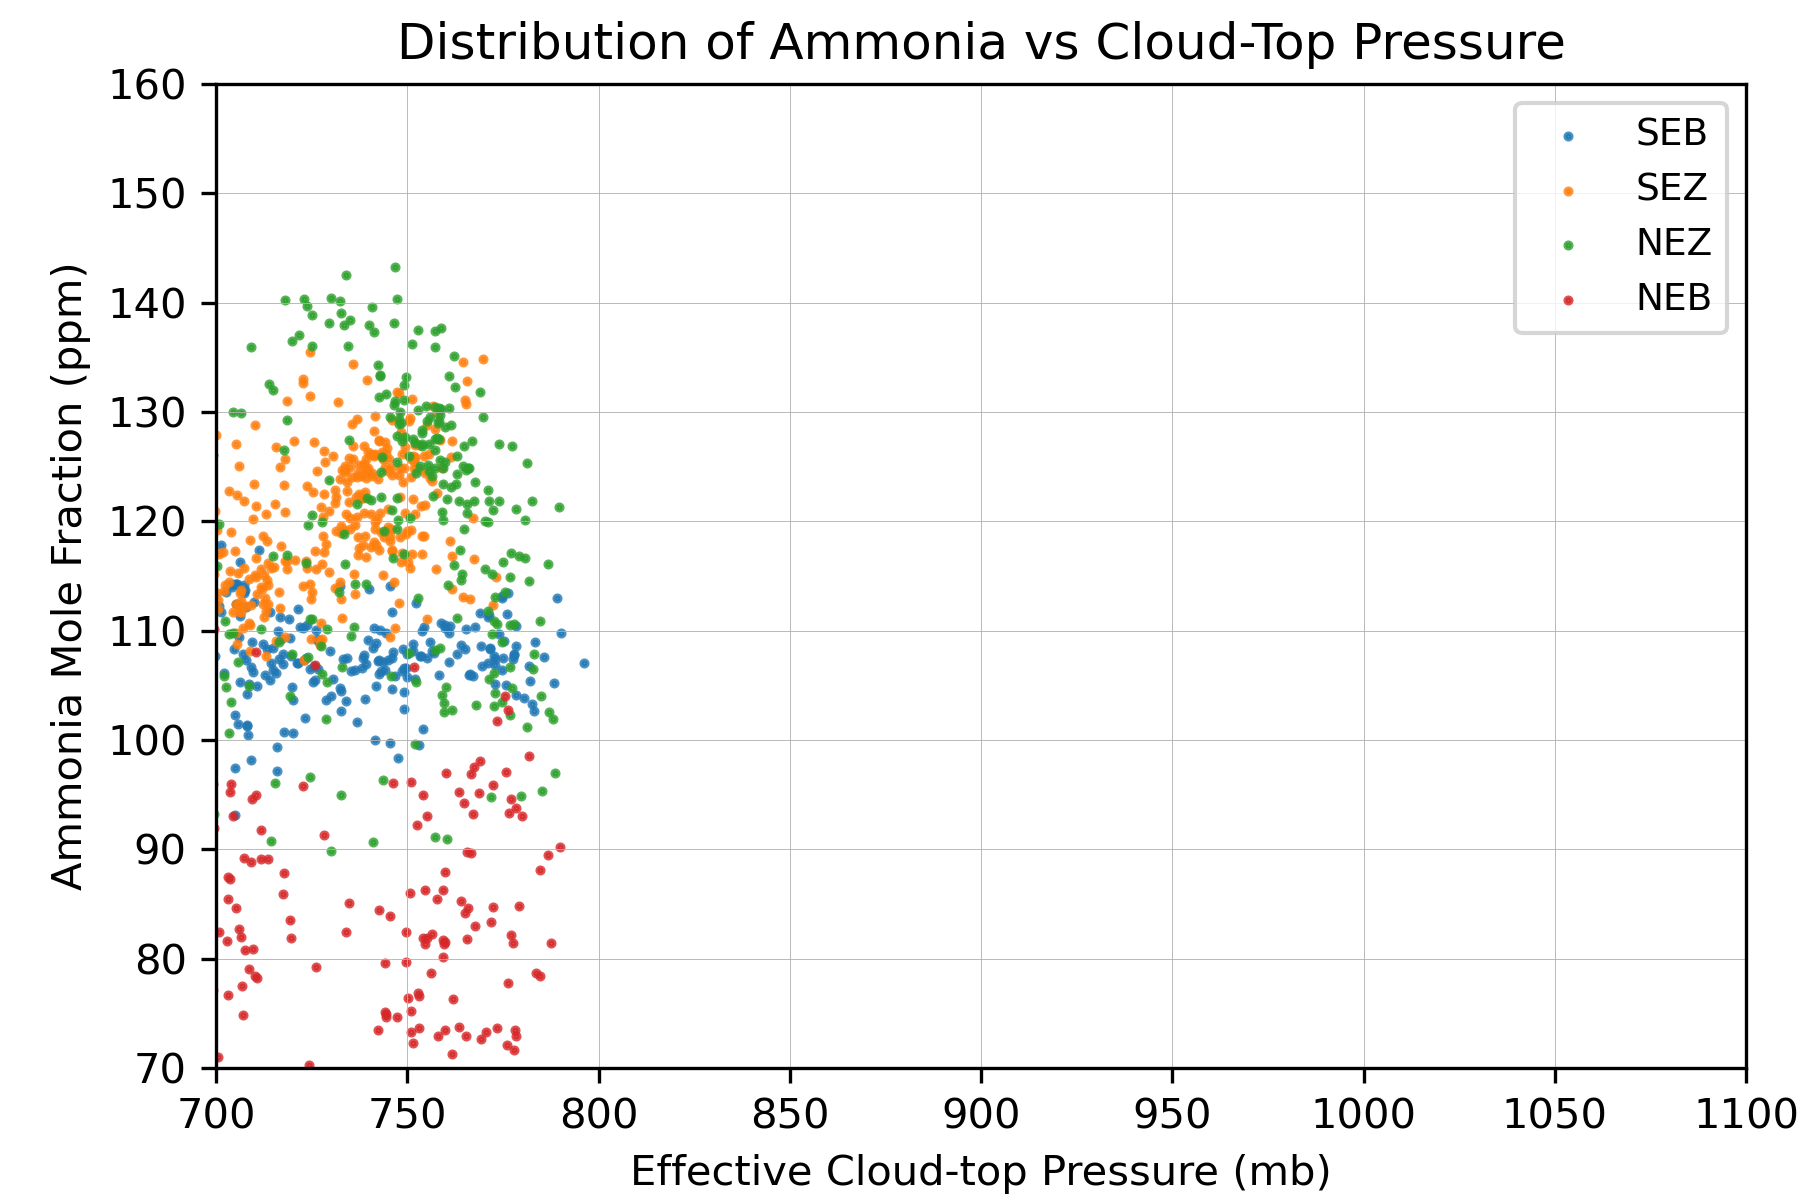 Distribution of Ammonia vs Cloud-Top Pressure
160
150
140
130
120
110
100
90
80
70
Ammonia Mole Fraction (ppm)
SEB
SEZ
NEZ
NEB
700 750 800 850 900 950 1000 1050 1100
Effective Cloud-top Pressure (mb)